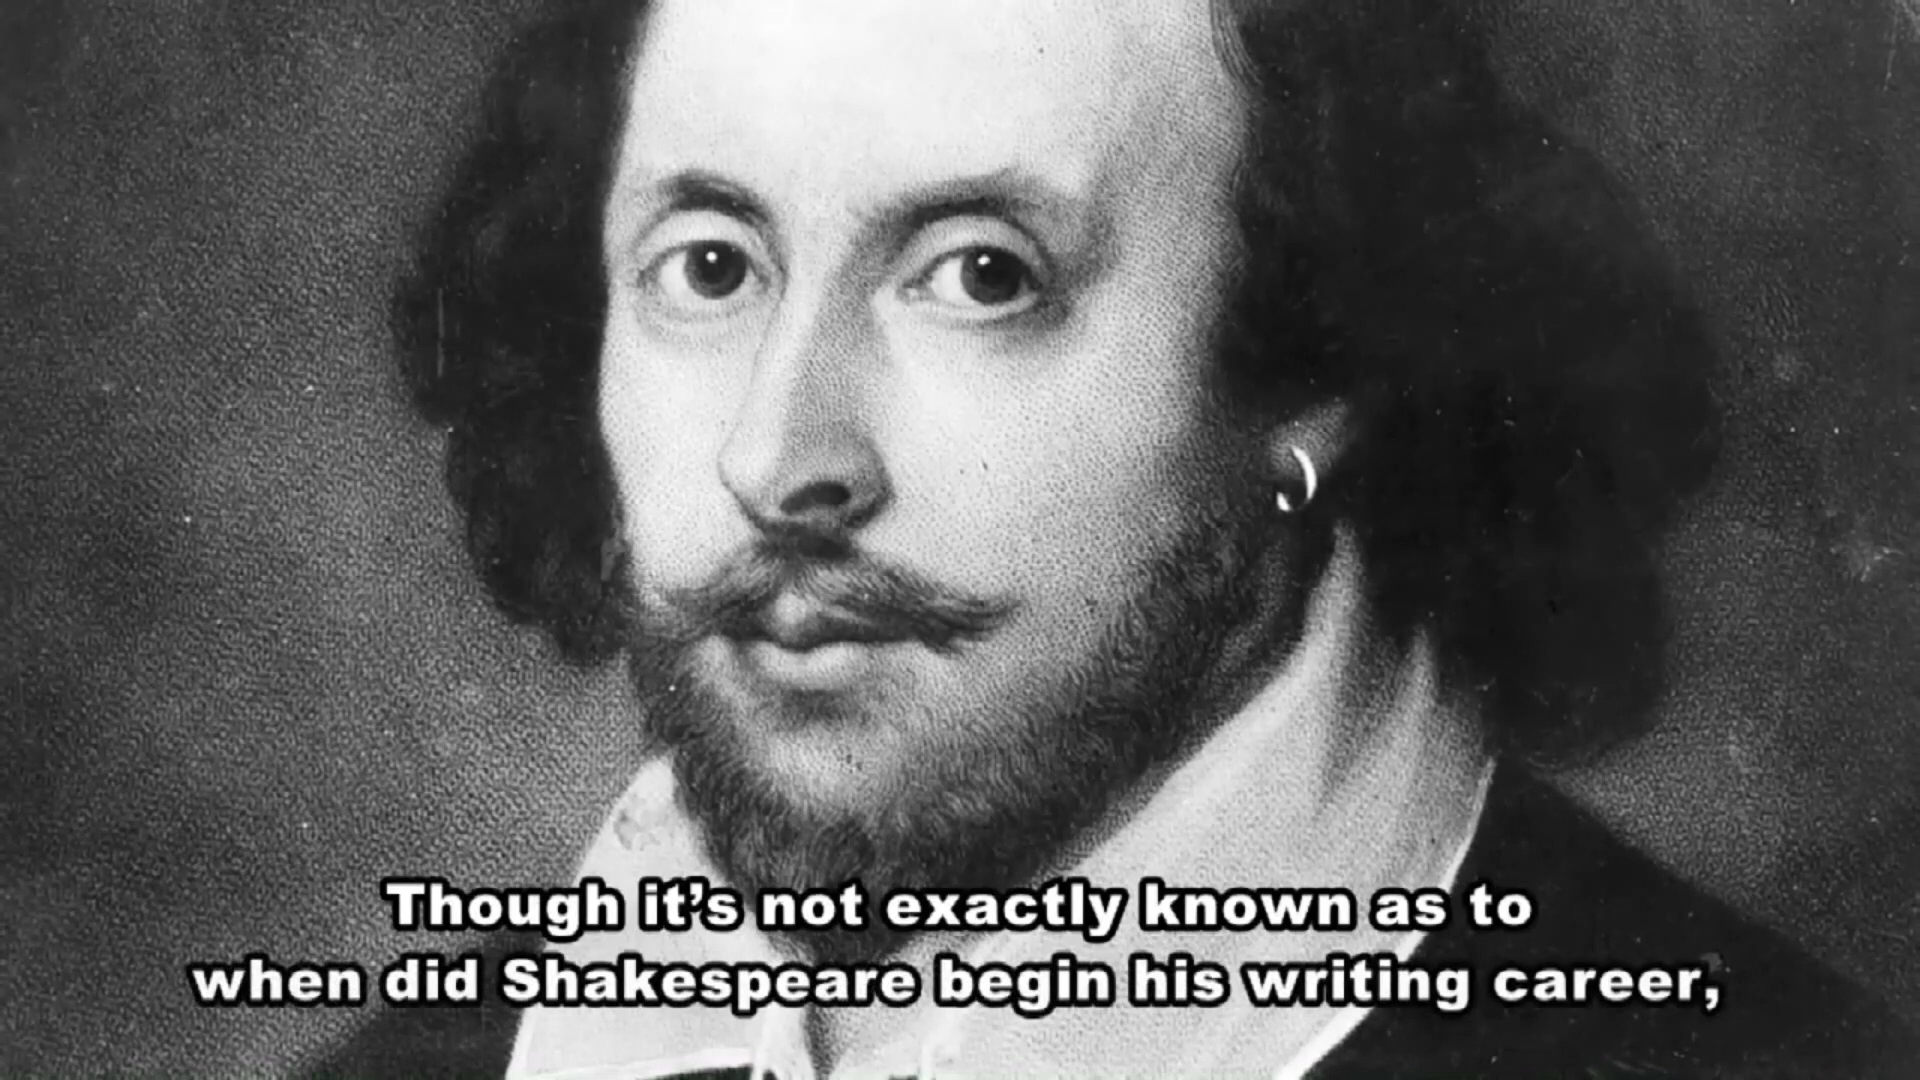 Though it’s not exactly known as to
when did Shakespeare begin his writing career,